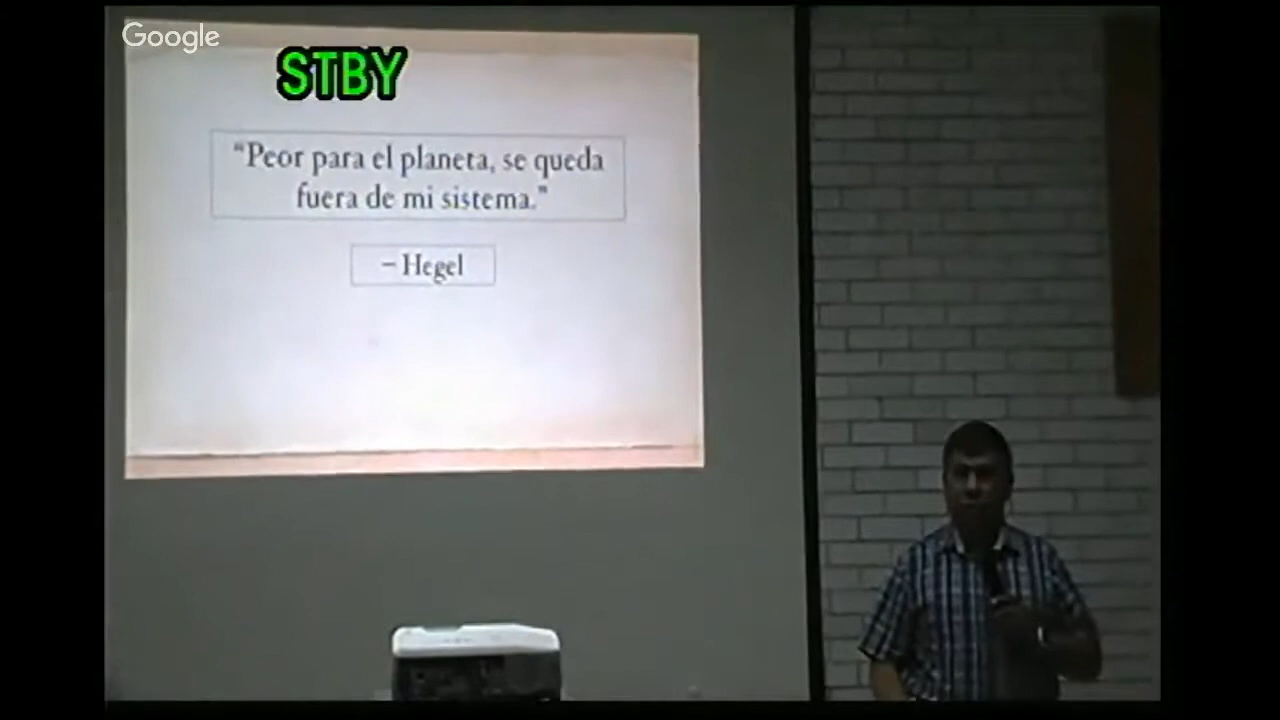 Google
STBY
"Peor para el planeta, se queda
fuera de mi sistema."
– Hegel